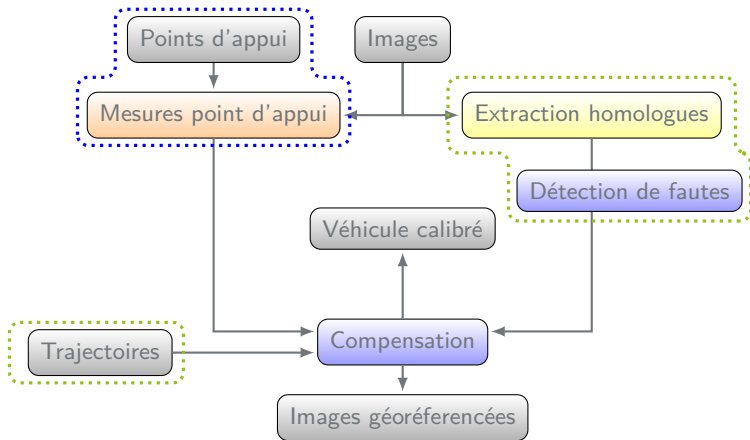 Points d'appui
Images
Mesures point d'appui
Extraction homologues
Détection de fautes
Véhicule calibré
Compensation
Trajectoires
Images géoréferencées